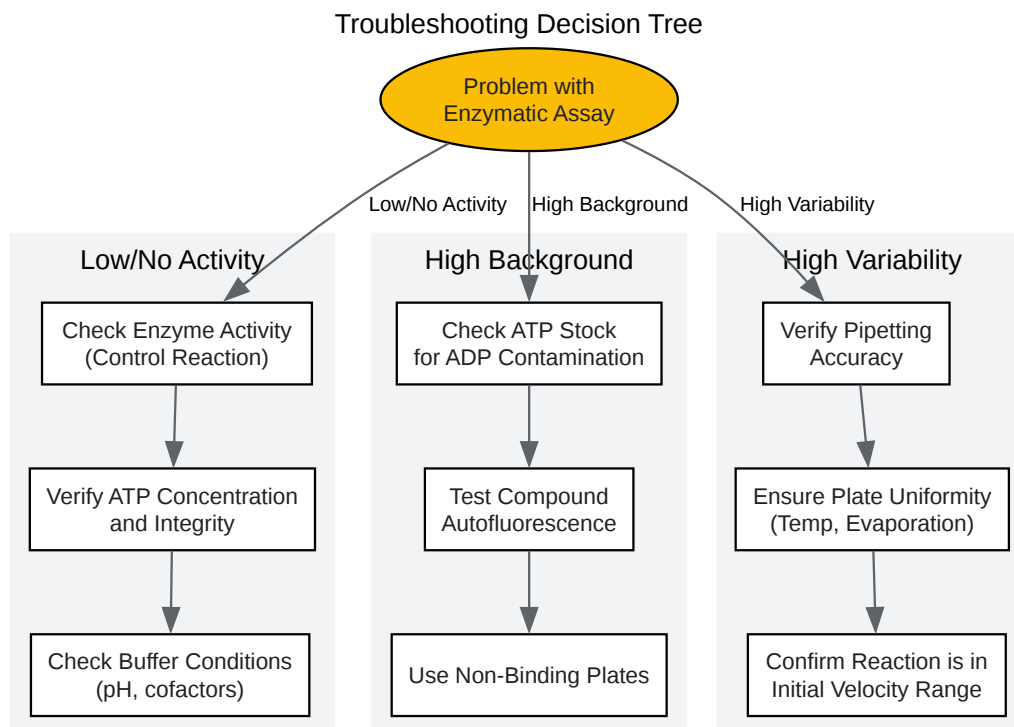 Troubleshooting Decision Tree
Problem with
Enzymatic Assay
Low/No Activity
High Background
High Variability
Low/No Activity
Check Enzyme Activity
(Control Reaction)
Verify ATP Concentration
and Integrity
Check Buffer Conditions
(pH, cofactors)
High Background
Check ATP Stock
for ADP Contamination
Test Compound
Autofluorescence
Use Non-Binding Plates
High Variability
Verify Pipetting
Accuracy
Ensure Plate Uniformity
(Temp, Evaporation)
Confirm Reaction is in
Initial Velocity Range